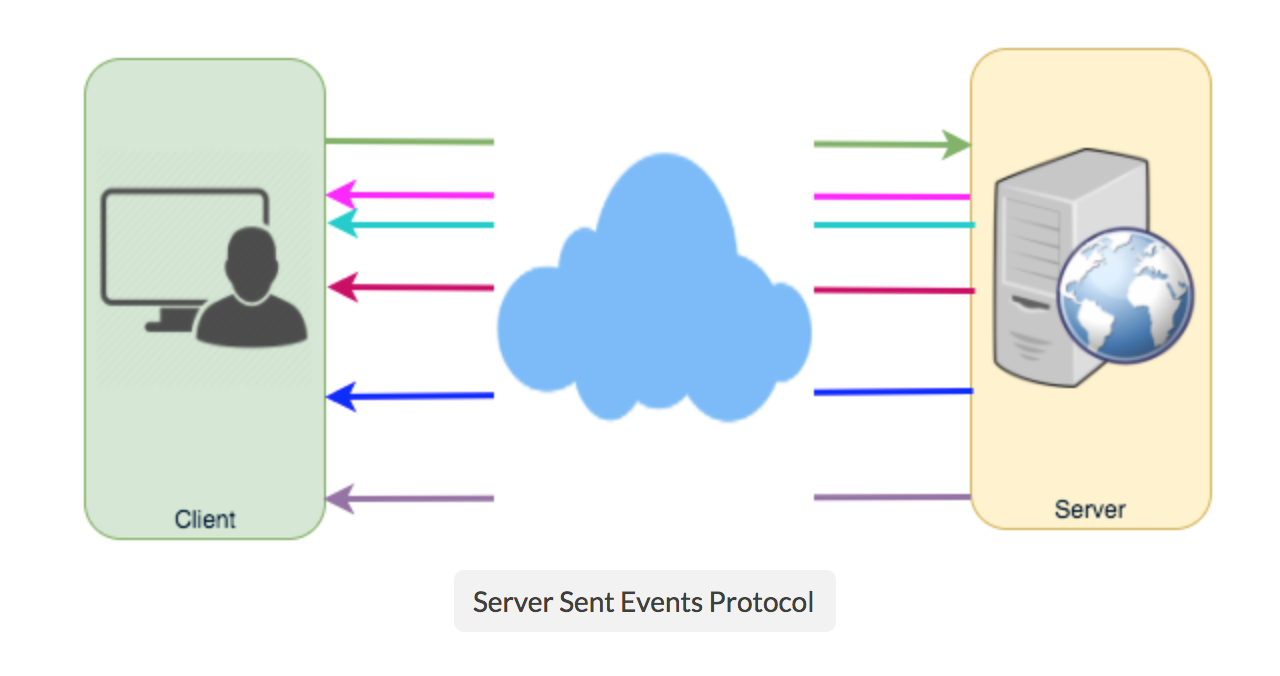 Client
Server
Server Sent Events Protocol